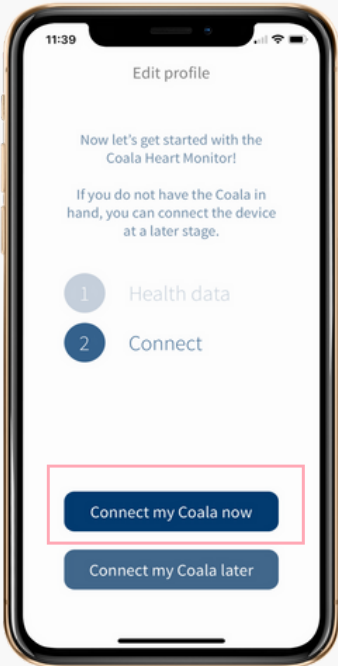 11:39
Edit profile
Now let's get started with the
Coala Heart Monitor!
If you do not have the Coala in
hand, you can connect the device
at a later stage.
1 Health data
2 Connect
Connect my Coala now
Connect my Coala later